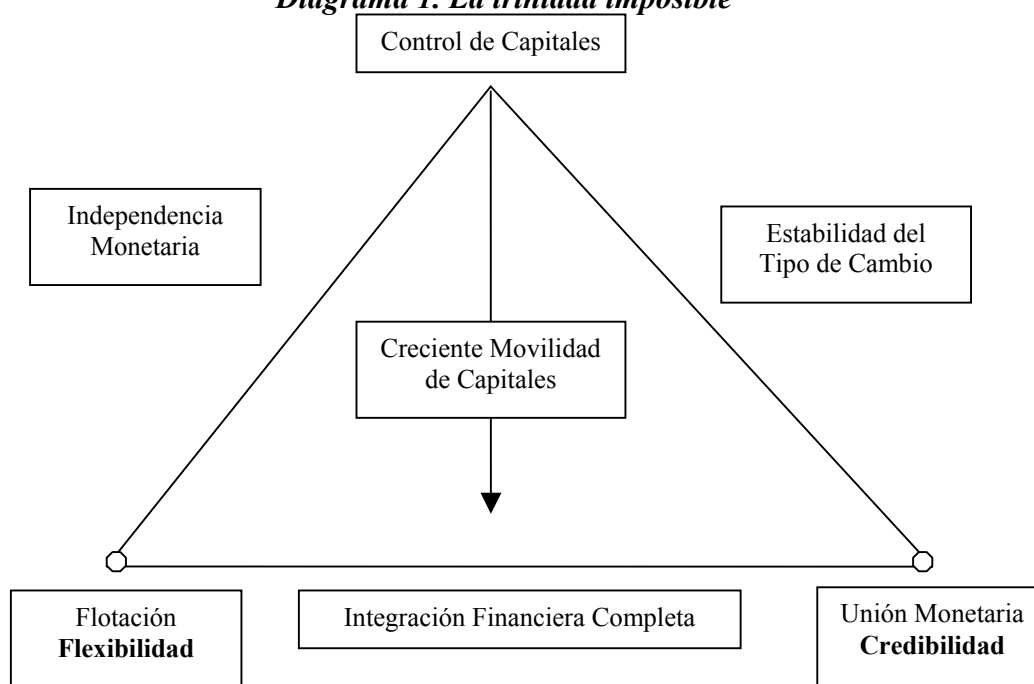 Diagrama 1. La trinidad imposible
Control de Capitales
Independencia
Monetaria
Estabilidad del
Tipo de Cambio
Creciente Movilidad
de Capitales
Flotación
Flexibilidad
Integración Financiera Completa
Unión Monetaria
Credibilidad